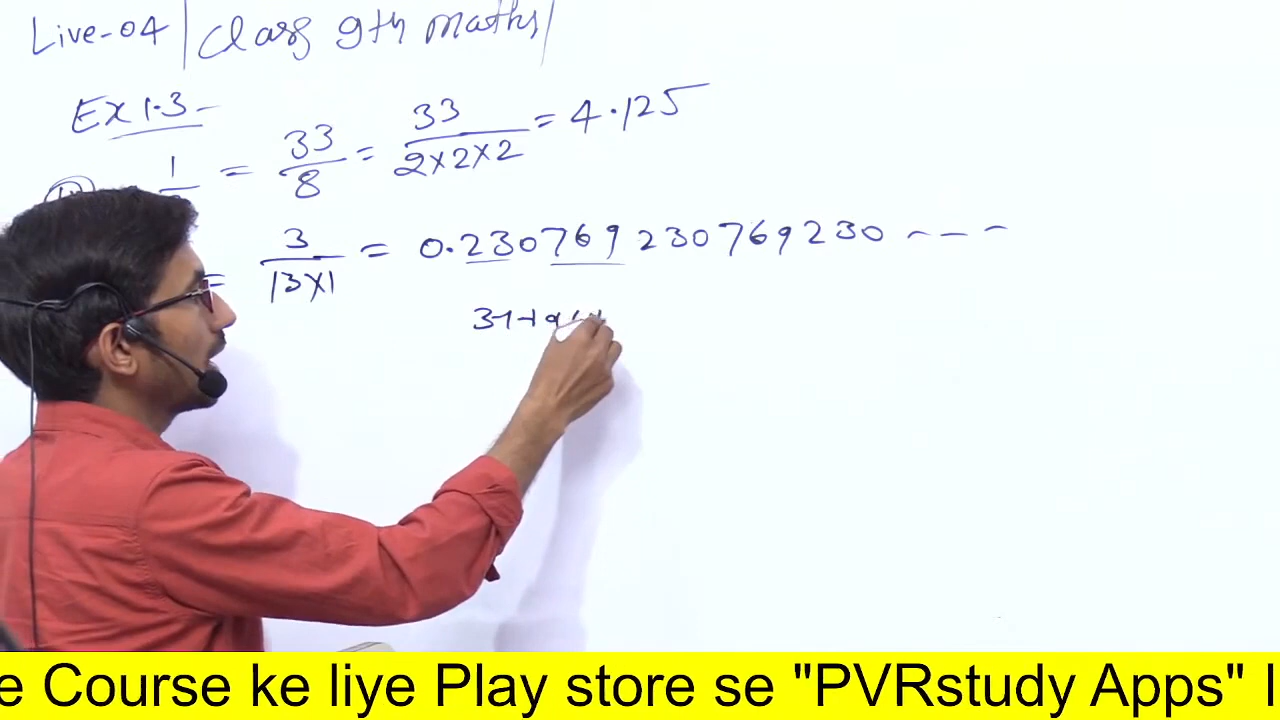 Live-04 | Class 9th maths |
Ex 1.3 -
1 = 33/8 = 33/2×2×2 = 4.125
= 3/13×1 = 0.230769230769230 ---
e Course ke liye Play store se "PVRstudy Apps" I